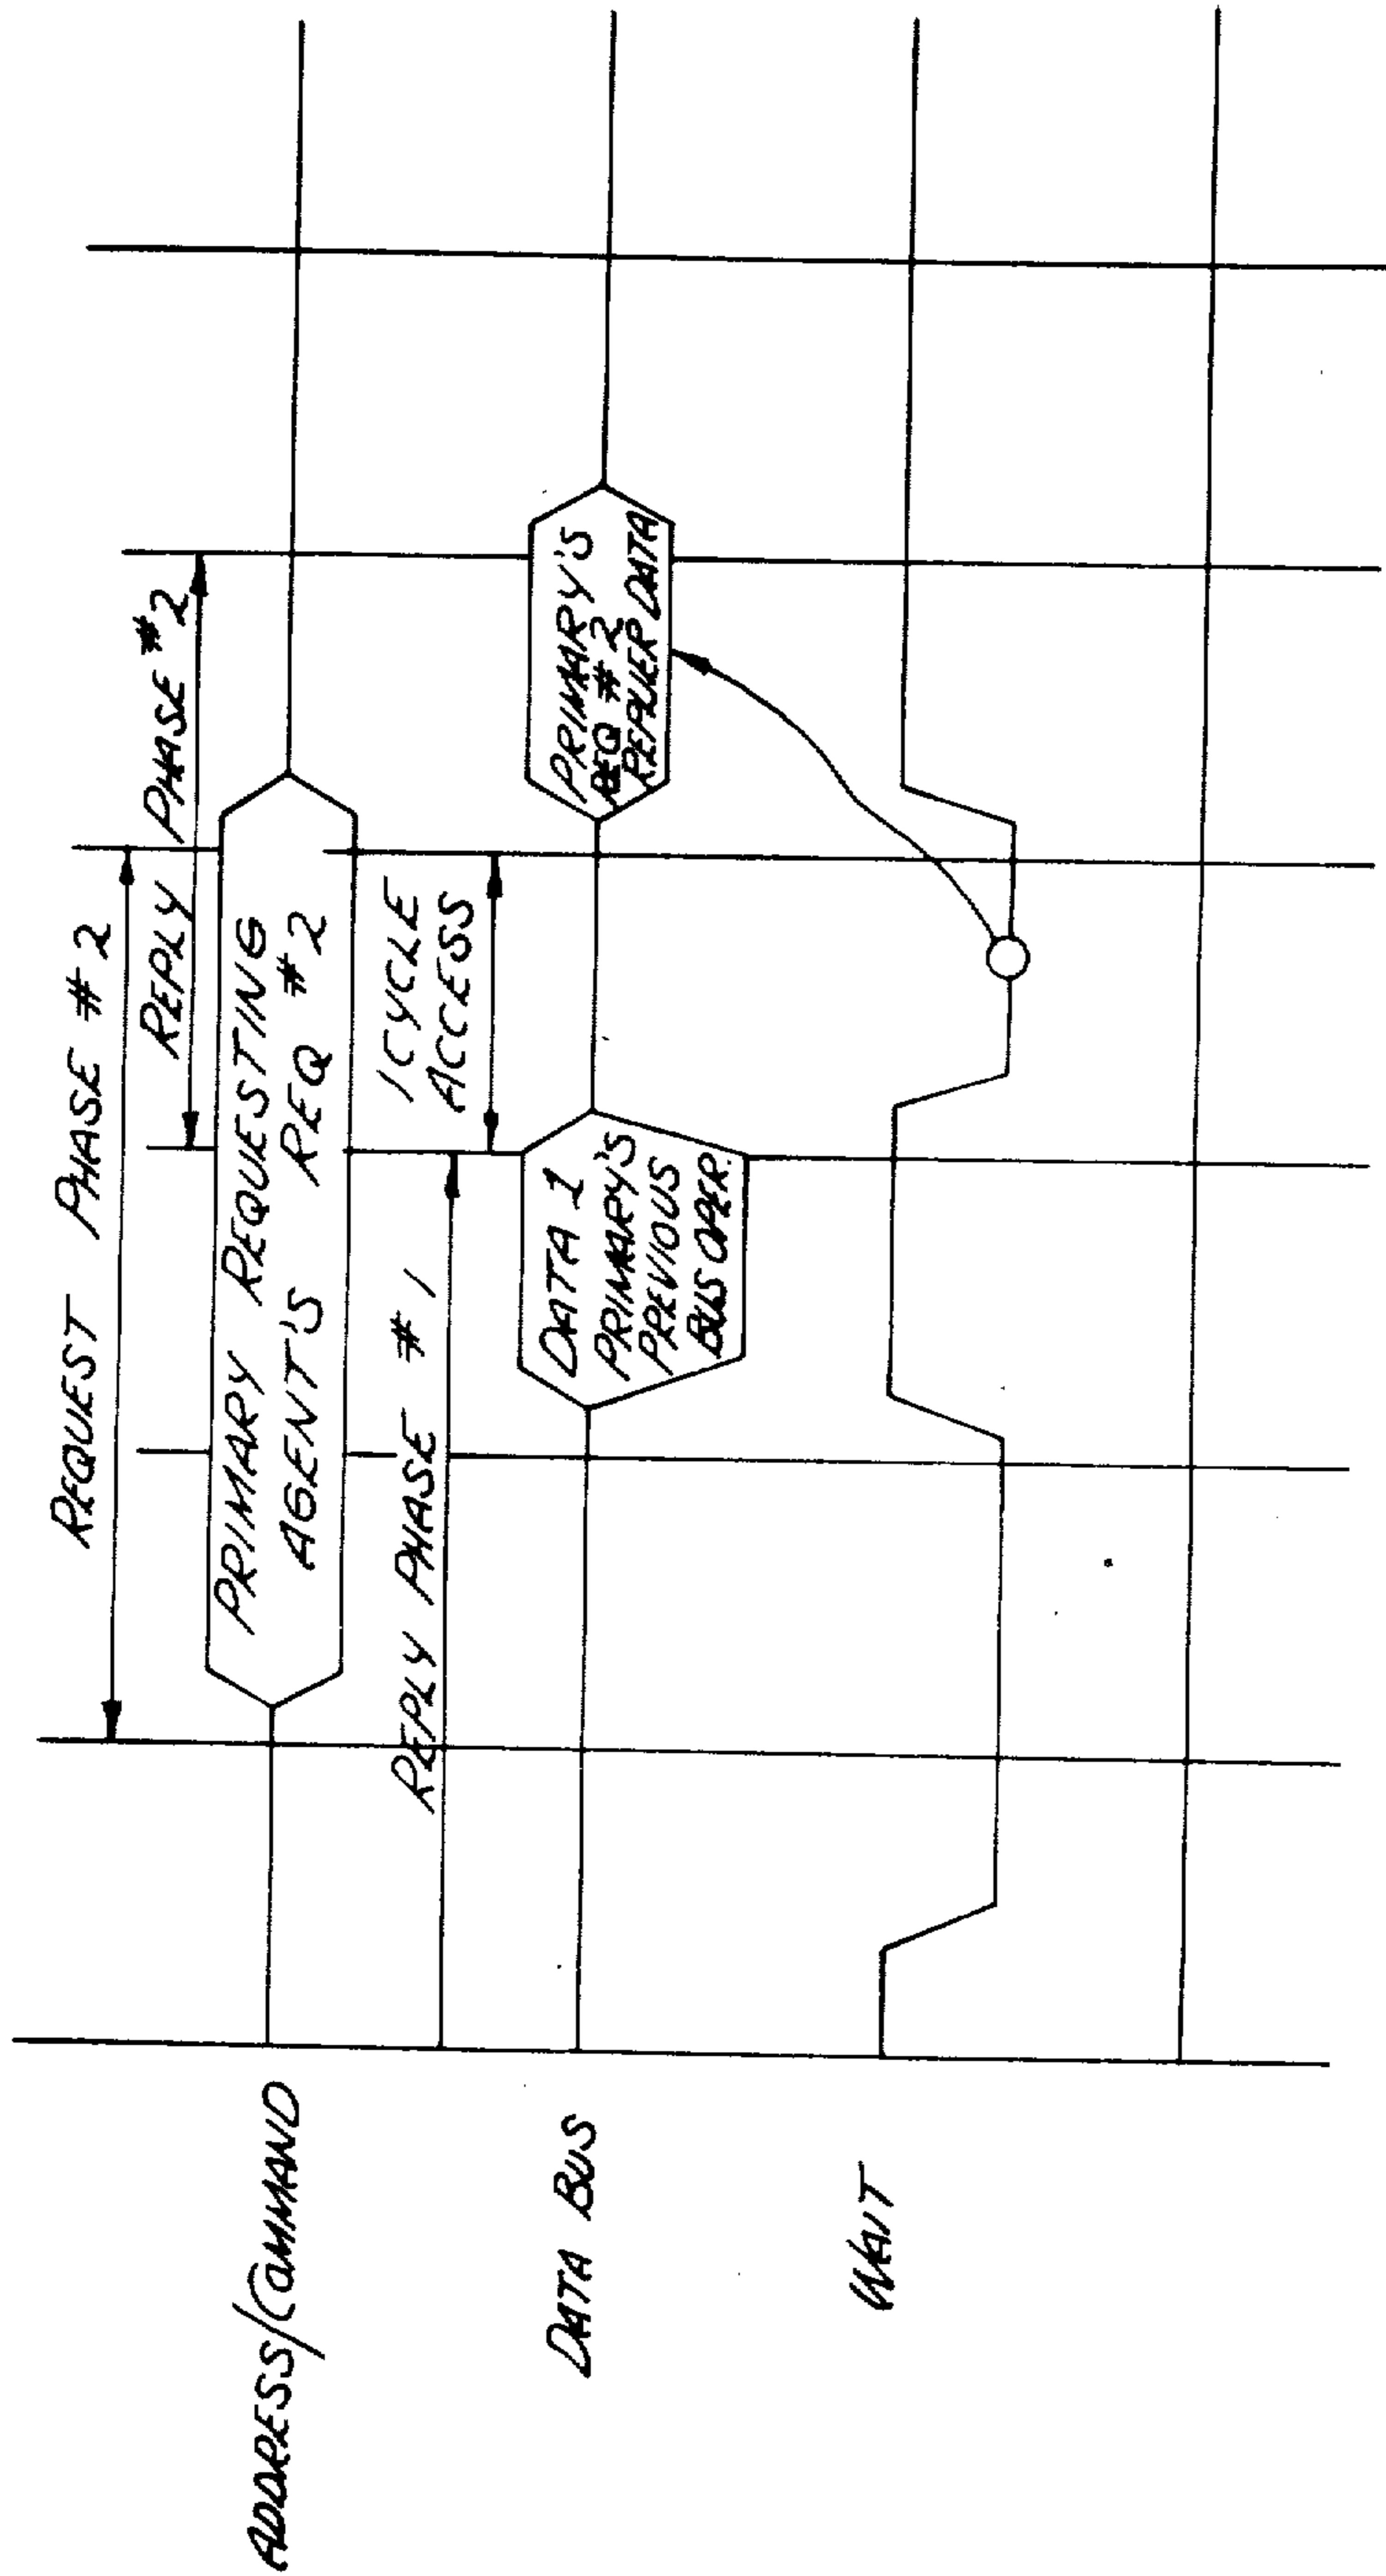 REQUEST PHASE # 2
REPLY PHASE # 2
ADDRESS/COMMAND
PRIMARY REQUESTING
AGENT'S REQ # 2
1 CYCLE
ACCESS
REPLY PHASE # 1
DATA BUS
DATA 1
PRIMARY'S
PREVIOUS
BUS OPER.
PRIMARY'S
REQ # 2
REPLIER DATA
WAIT